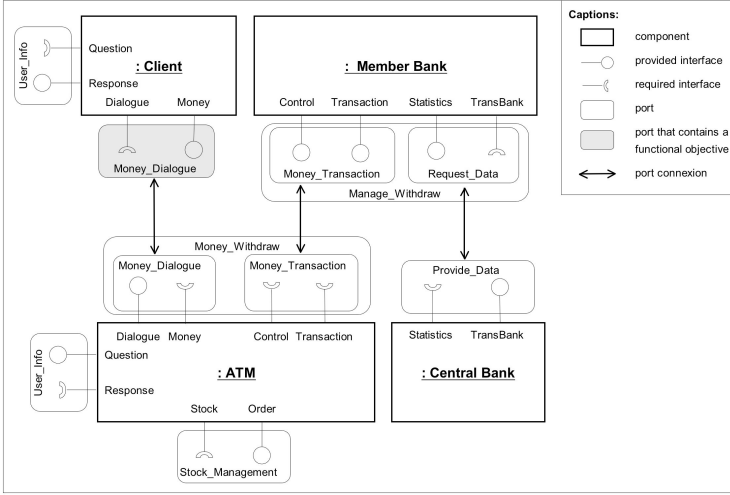 Captions:
component
provided interface
required interface
port
port that contains a
functional objective
port connexion
User_Info
Question
Response
: Client
Dialogue Money
Money_Dialogue
: Member Bank
Control Transaction Statistics TransBank
Money_Transaction Request_Data
Manage_Withdraw
Money_Withdraw
Money_Dialogue Money_Transaction
Provide_Data
Dialogue Money Control Transaction
User_Info
Question
Response
: ATM
Stock Order
Stock_Management
Statistics TransBank
: Central Bank